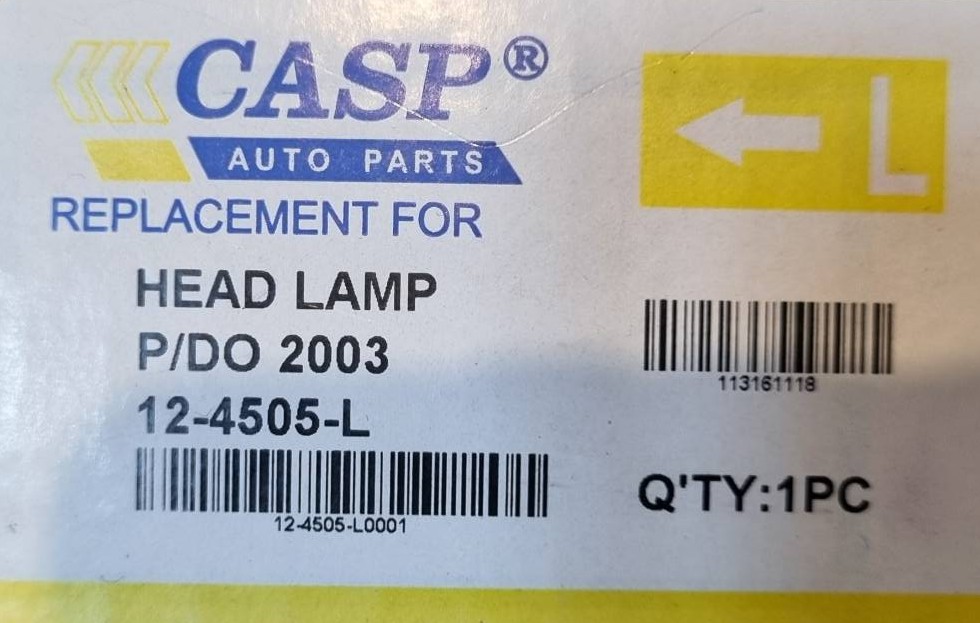 CASP®
AUTO PARTS
REPLACEMENT FOR
L
HEAD LAMP
P/DO 2003
12-4505-L
12-4505-L0001
113161118
Q'TY:1PC